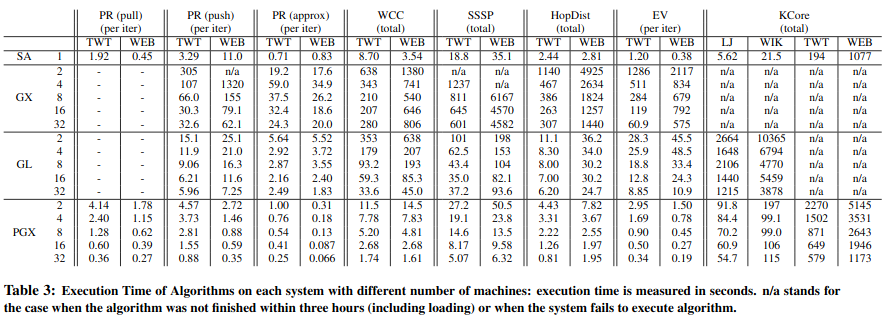 PR (pull) PR (push) PR (approx) WCC SSSP HopDist EV KCore
(per iter) (per iter) (per iter) (total) (total) (total) (per iter) (total)
TWT WEB TWT WEB TWT WEB TWT WEB TWT WEB TWT WEB TWT WEB LJ WIK TWT WEB
SA 1 1.92 0.45 3.29 11.0 0.71 0.83 8.70 3.54 18.8 35.1 2.44 2.81 1.20 0.38 5.62 21.5 194 1077
2 - - 305 n/a 19.2 17.6 638 1380 n/a n/a 1140 4925 1286 2117 n/a n/a n/a n/a
4 - - 107 1320 59.0 34.9 343 741 1237 n/a 467 2634 511 834 n/a n/a n/a n/a
GX 8 - - 66.0 155 37.5 26.2 210 540 811 6167 386 1824 284 679 n/a n/a n/a n/a
16 - - 30.3 79.1 32.4 18.6 207 646 645 4570 263 1257 119 792 n/a n/a n/a n/a
32 - - 32.6 62.1 24.3 20.0 280 806 601 4582 307 1440 60.9 575 n/a n/a n/a n/a
2 - - 15.1 25.1 5.64 5.52 353 638 101 198 11.1 36.2 28.3 45.5 2664 10365 n/a n/a
4 - - 11.9 21.0 2.92 3.72 179 207 62.5 153 8.30 34.0 25.9 48.5 1648 6794 n/a n/a
GL 8 - - 9.06 16.3 2.87 3.55 93.2 193 43.4 104 8.00 30.2 18.8 33.4 2106 4770 n/a n/a
16 - - 6.21 11.6 2.16 2.40 59.3 85.3 35.0 82.1 7.00 30.2 12.8 24.3 1440 5459 n/a n/a
32 - - 5.96 7.25 2.49 1.83 33.6 45.0 37.2 93.6 6.20 24.7 8.85 10.9 1215 3878 n/a n/a
2 4.14 1.78 4.57 2.72 1.00 0.31 11.5 14.5 27.2 50.5 4.43 7.82 2.95 1.50 91.8 197 2270 5145
4 2.40 1.15 3.73 1.46 0.76 0.18 7.78 7.83 19.1 23.8 3.31 3.67 1.69 0.78 84.4 99.1 1502 3531
PGX 8 1.28 0.62 2.81 0.88 0.54 0.13 5.20 4.81 14.6 13.5 2.22 2.55 0.90 0.45 70.2 99.0 871 2643
16 0.60 0.39 1.55 0.59 0.41 0.087 2.68 2.68 8.17 9.58 1.26 1.97 0.50 0.27 60.9 106 649 1946
32 0.36 0.27 0.88 0.35 0.25 0.066 1.74 1.61 5.07 6.32 0.81 1.95 0.34 0.19 54.7 115 579 1173
Table 3: Execution Time of Algorithms on each system with different number of machines: execution time is measured in seconds. n/a stands for
the case when the algorithm was not finished within three hours (including loading) or when the system fails to execute algorithm.